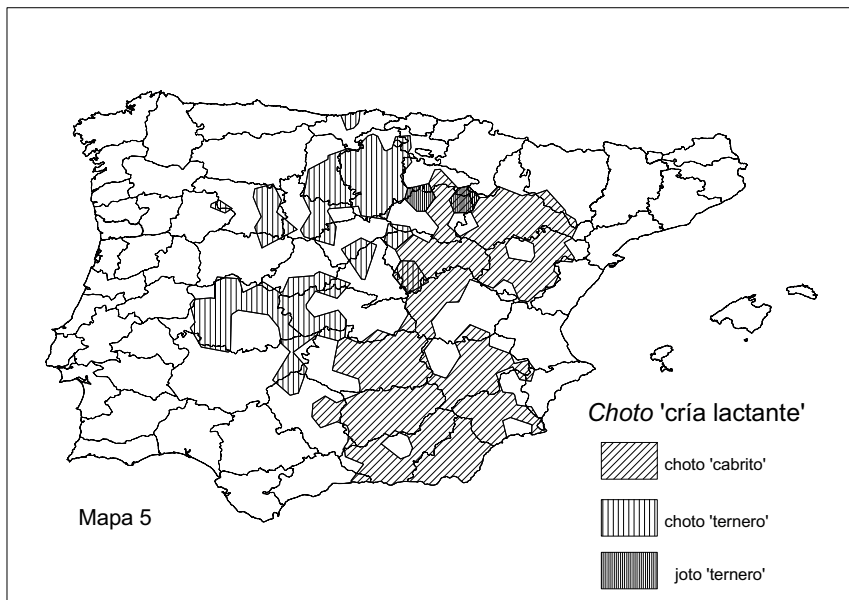 Choto 'cría lactante'
choto 'cabrito'
choto 'ternero'
joto 'ternero'
Mapa 5